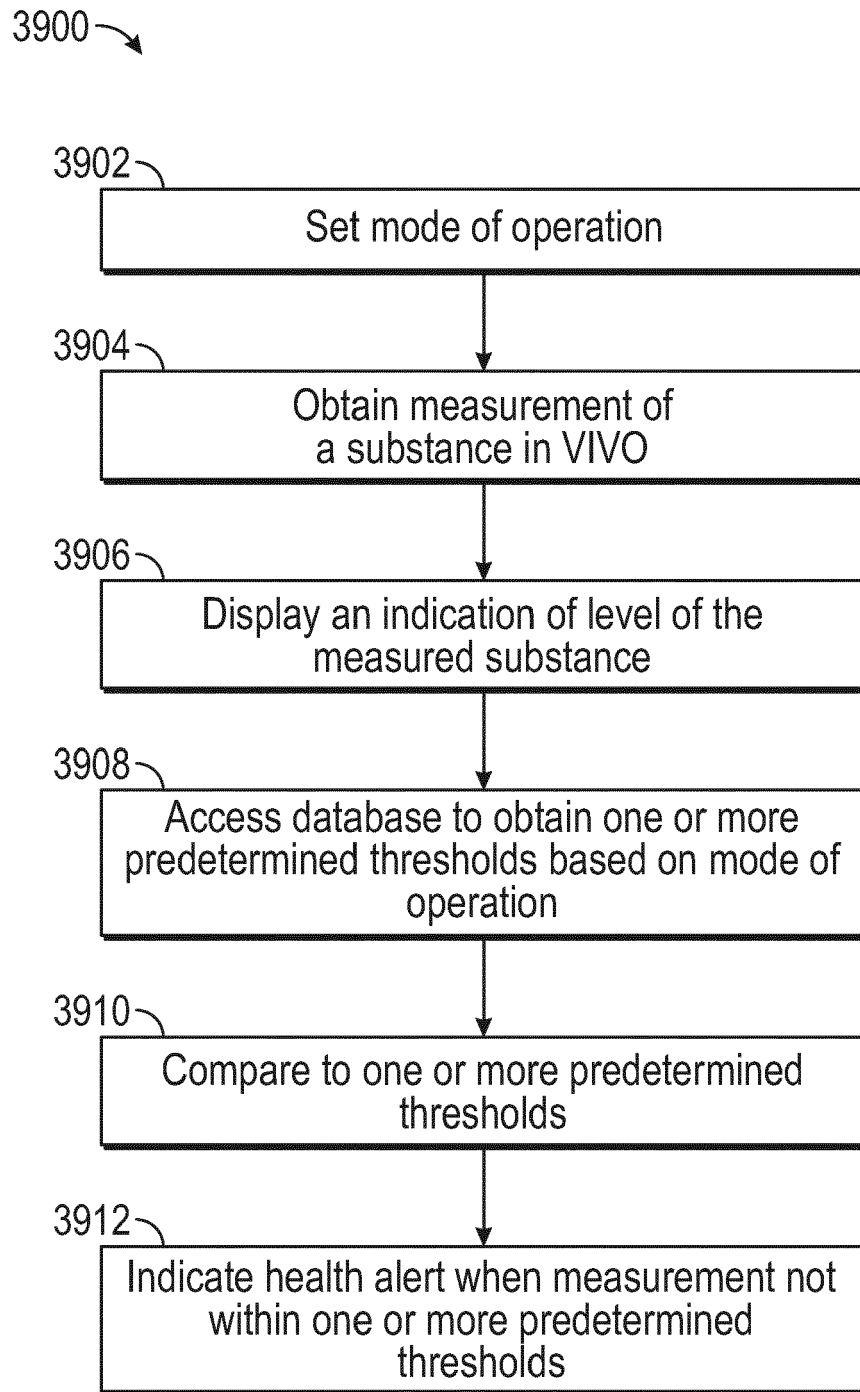 3900
3902
Set mode of operation
3904
Obtain measurement of
a substance in VIVO
3906
Display an indication of level of the
measured substance
3908
Access database to obtain one or more
predetermined thresholds based on mode of
operation
3910
Compare to one or more predetermined
thresholds
3912
Indicate health alert when measurement not
within one or more predetermined
thresholds